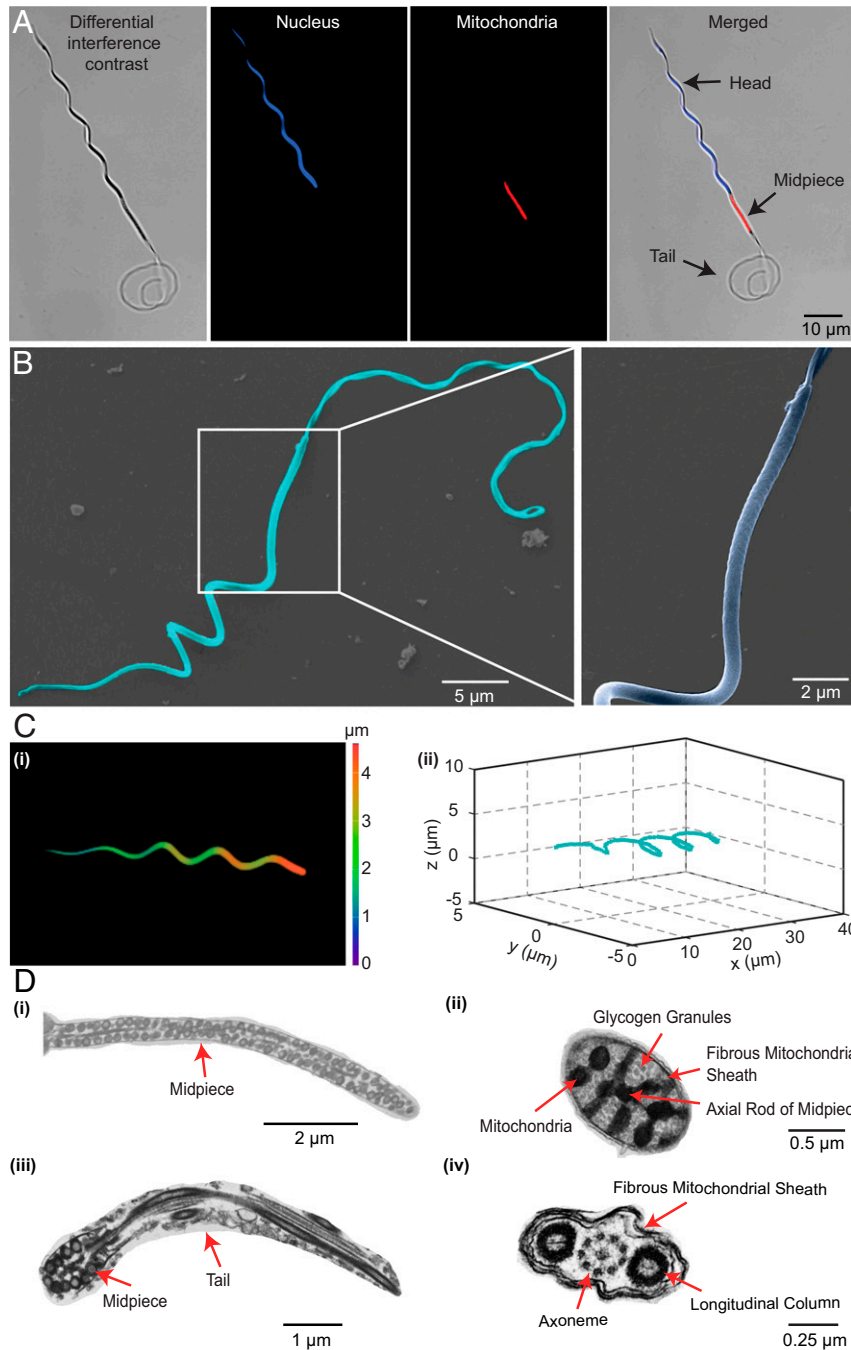 A
Differential
interference
contrast
Nucleus
Mitochondria
Merged
Head
Midpiece
Tail
10 µm
B
5 µm
2 µm
C
(i)
µm
4
3
2
1
0
(ii)
10
5
0
-5
z (µm)
5
0
-5
y (µm)
0
10
20
30
40
x (µm)
D
(i)
Midpiece
2 µm
(ii)
Glycogen Granules
Fibrous Mitochondria
Sheath
Axial Rod of Midpiec
Mitochondria
0.5 µm
(iii)
Midpiece
Tail
1 µm
(iv)
Fibrous Mitochondrial Sheath
Axoneme
Longitudinal Column
0.25 µm